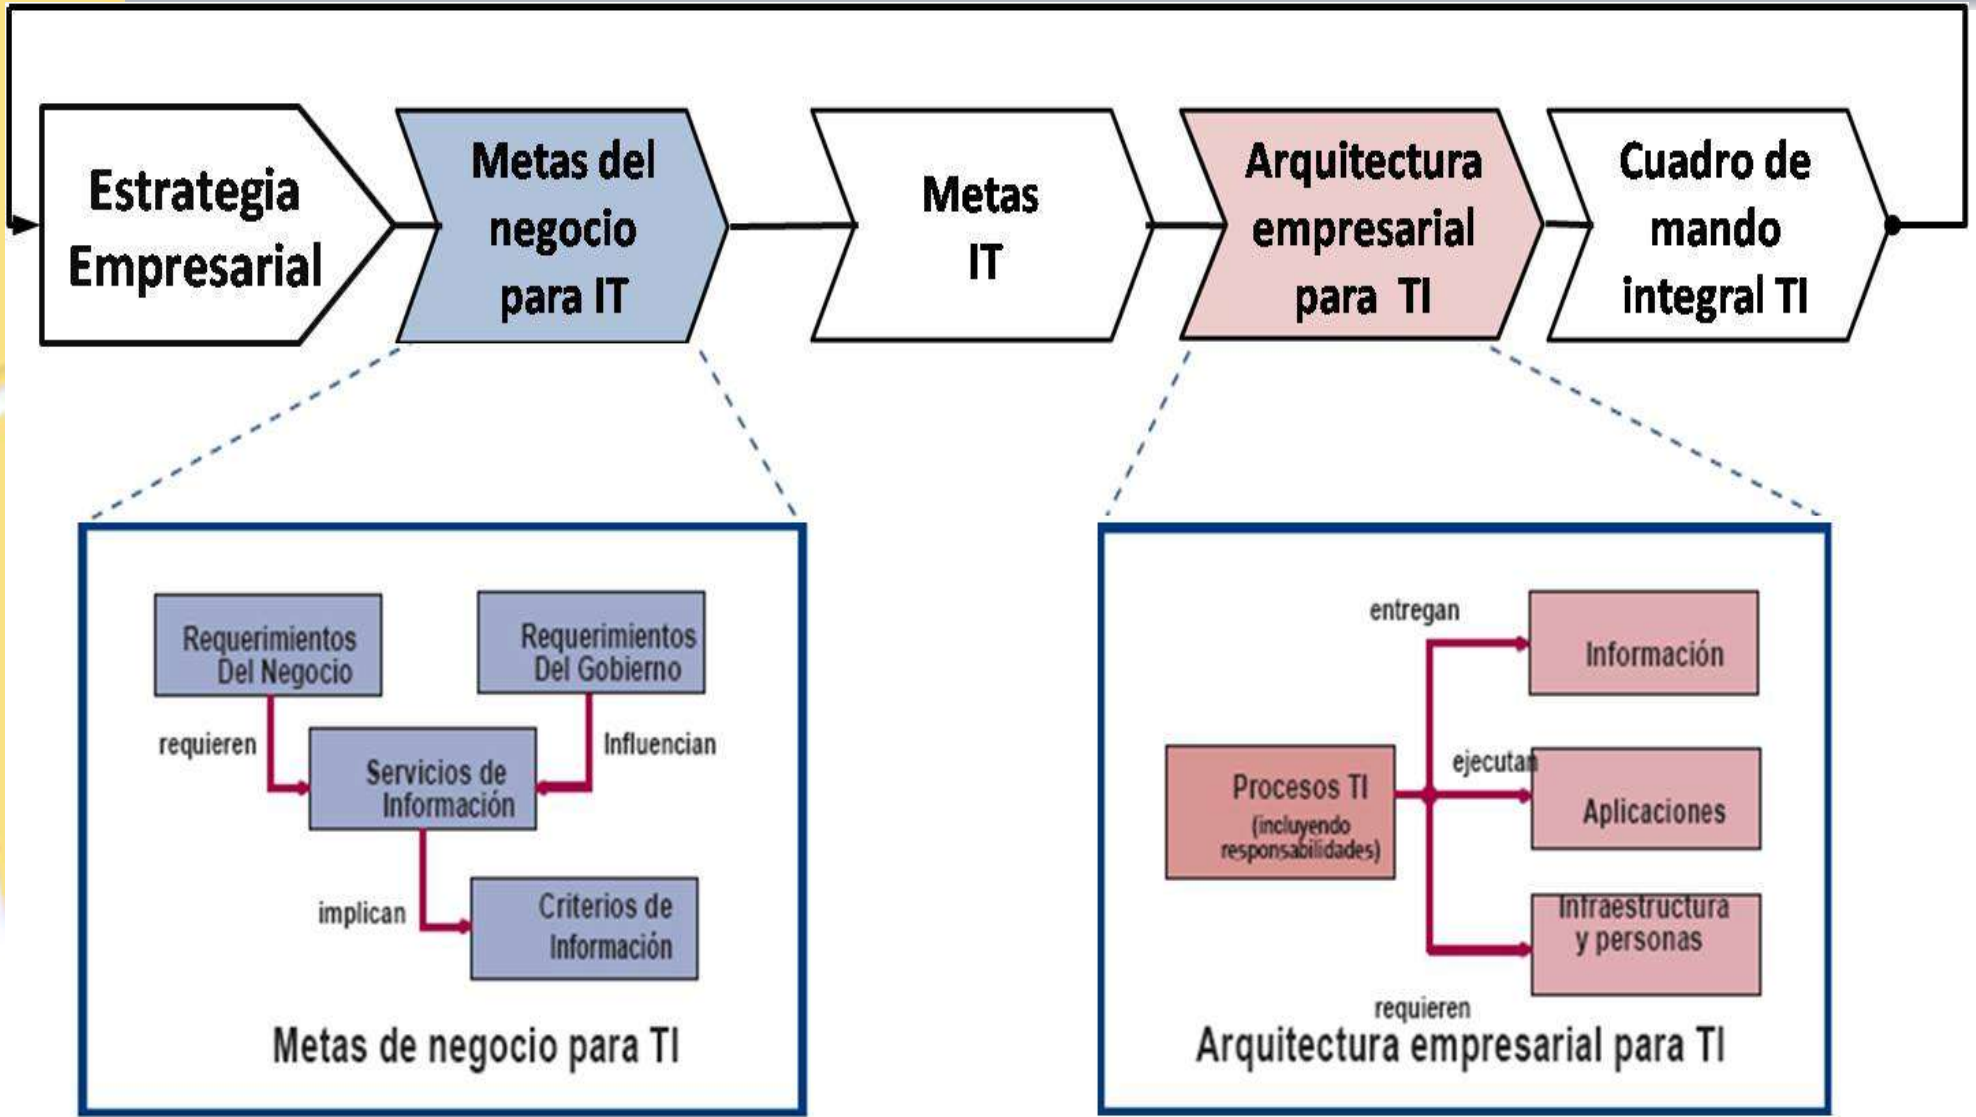 Estrategia
Empresarial
Metas del
negocio
para IT
Metas
IT
Arquitectura
empresarial
para TI
Cuadro de
mando
integral TI
Requerimientos
Del Negocio
Requerimientos
Del Gobierno
requieren
Influencian
Servicios de
Información
implican
Criterios de
Información
Metas de negocio para TI
entregan
Información
ejecutan
Procesos TI
(incluyendo
responsabilidades)
Aplicaciones
Infraestructura
y personas
requieren
Arquitectura empresarial para TI